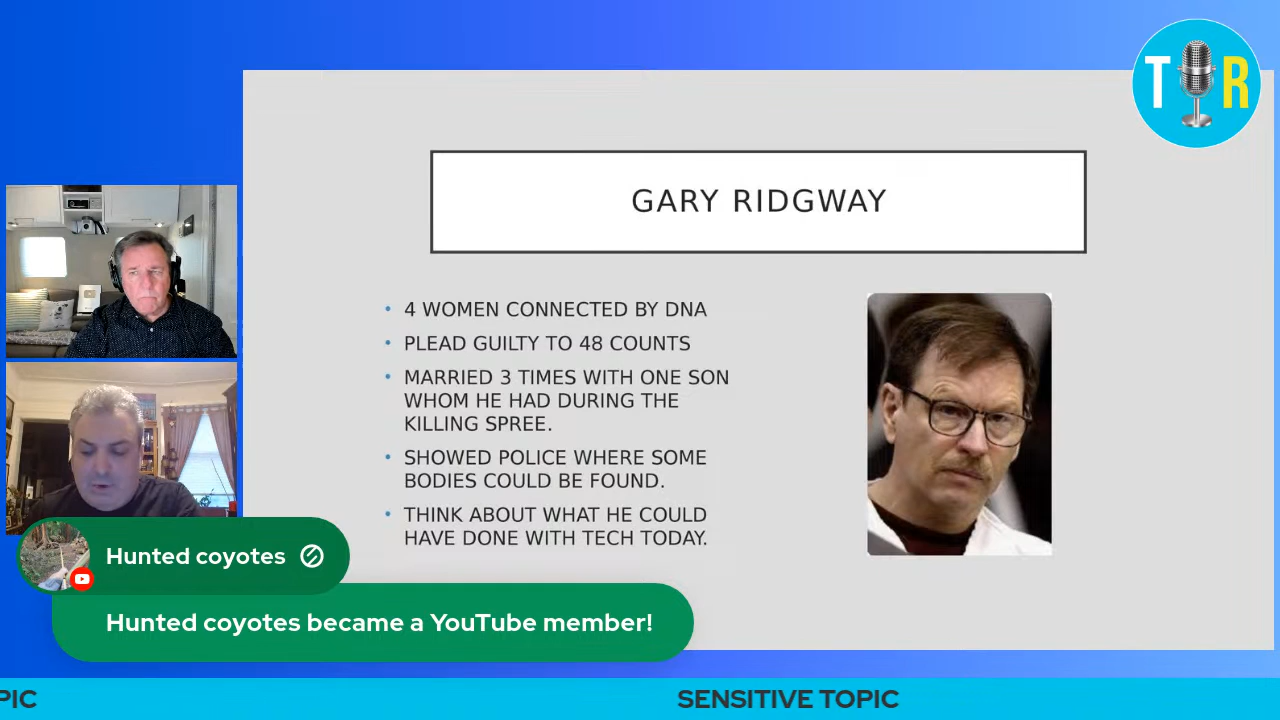 T R
GARY RIDGWAY
• 4 WOMEN CONNECTED BY DNA
• PLEAD GUILTY TO 48 COUNTS
• MARRIED 3 TIMES WITH ONE SON
WHOM HE HAD DURING THE
KILLING SPREE.
• SHOWED POLICE WHERE SOME
BODIES COULD BE FOUND.
• THINK ABOUT WHAT HE COULD
HAVE DONE WITH TECH TODAY.
Hunted coyotes
Hunted coyotes became a YouTube member!
PIC
SENSITIVE TOPIC